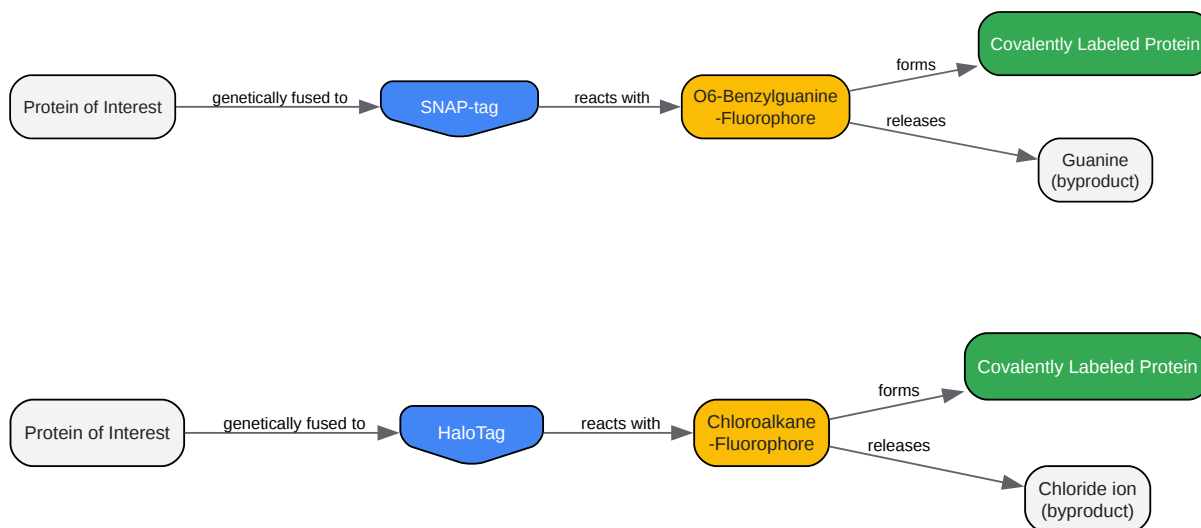 Covalently Labeled Protein
forms
Protein of Interest
genetically fused to
SNAP-tag
reacts with
O6-Benzylguanine
-Fluorophore
releases
Guanine
(byproduct)
Covalently Labeled Protein
forms
Protein of Interest
genetically fused to
HaloTag
reacts with
Chloroalkane
-Fluorophore
releases
Chloride ion
(byproduct)